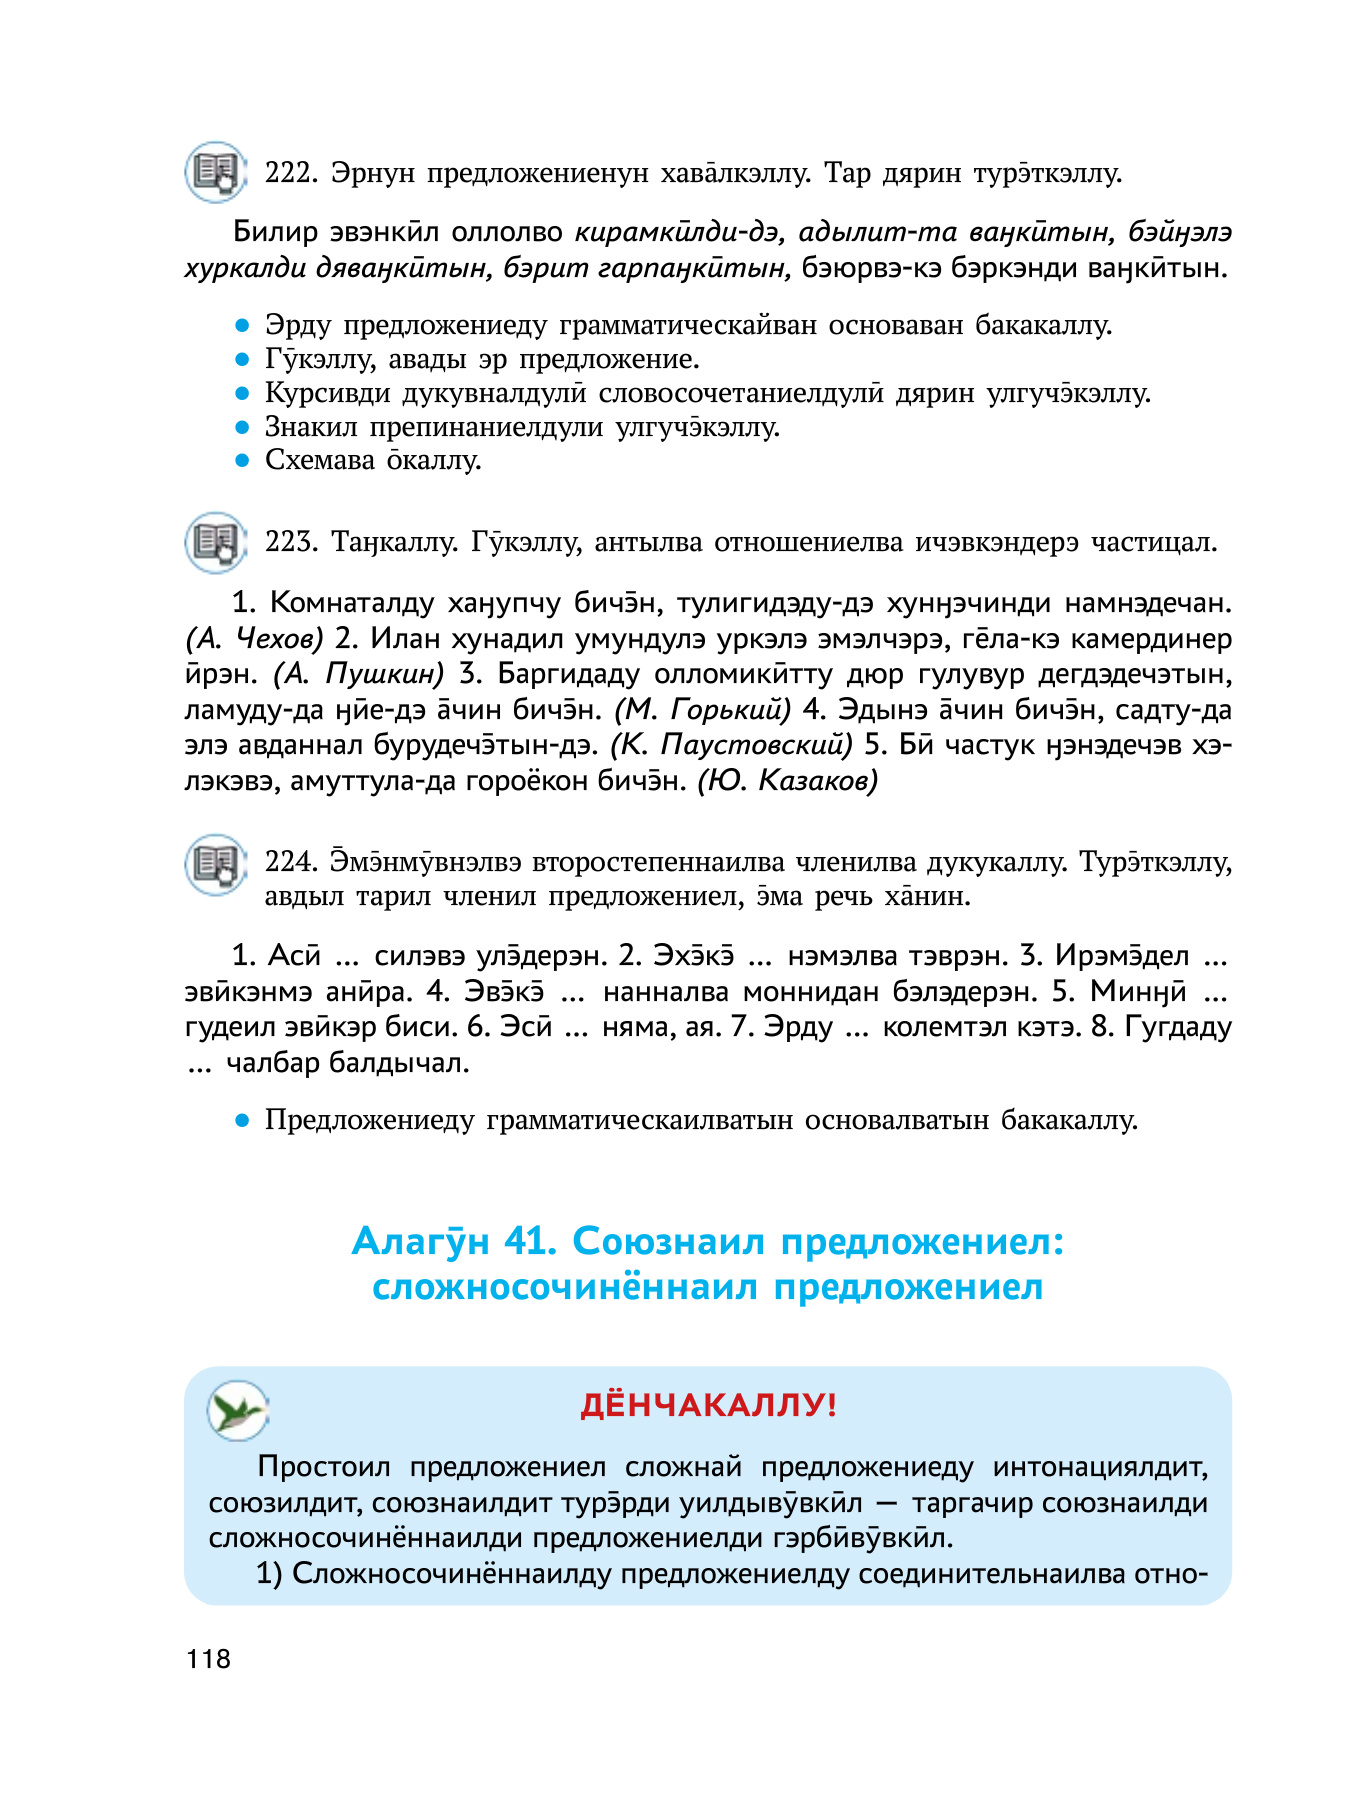 222. Эрнун предложениенун хава̄лкэллу. Тар дярин турэ̄ткэллу.
Билир эвэнкӣл оллолво кирамкӣлди-дэ, адылит-та ваӈкӣтын, бэйӈэлэ
хуркалди дяваӈкӣтын, бэрит гарпаӈкӣтын, бэюрвэ-кэ бэркэнди ваӈкӣтын.
• Эрду предложениеду грамматическайван основаван бакакаллу.
• Гӯкэллу, авады эр предложение.
• Курсивди дукувналдулӣ словосочетаниелдулӣ дярин улгучэ̄кэллу.
• Знакил препинаниелдули улгучэ̄кэллу.
• Схемава о̄каллу.
223. Таӈкаллу. Гӯкэллу, антылва отношениелва ичэвкэндерэ частицал.
1. Комнаталду хаӈупчу бичэ̄н, тулигидэду-дэ хунӈэчинди намнэдечан.
(А. Чехов) 2. Илан хунадил умундулэ уркэлэ эмэлчэрэ, ге̄ла-кэ камердинер
ӣрэн. (А. Пушкин) 3. Баргидаду олломикӣтту дюр гулувур дегдэдечэтын,
ламуду-да ӈӣе-дэ а̄чин бичэ̄н. (М. Горький) 4. Эдынэ а̄чин бичэ̄н, садту-да
элэ авданнал бурудечэ̄тын-дэ. (К. Паустовский) 5. Бӣ частук ӈэнэдечэв хэ-
лэкэвэ, амуттула-да гороёкон бичэ̄н. (Ю. Казаков)
224. Э̄мэ̄нмӯвнэлвэ второстепеннаилва членилва дукукаллу. Турэ̄ткэллу,
авдыл тарил членил предложениел, э̄ма речь ха̄нин.
1. Асӣ ... силэвэ улэ̄дерэн. 2. Эхэ̄кэ̄ ... нэмэлва тэврэн. 3. Ирэмэ̄дел ...
эвӣкэнмэ анӣра. 4. Эвэ̄кэ̄ ... нанналва моннидан бэлэдерэн. 5. Минӈӣ ...
гудеил эвӣкэр биси. 6. Эсӣ ... няма, ая. 7. Эрду ... колемтэл кэтэ. 8. Гугдаду
... чалбар балдычал.
• Предложениеду грамматическаилватын основалватын бакакаллу.
Алагӯн 41. Союзнаил предложениел:
сложносочинённаил предложениел
ДЁНЧАКАЛЛУ!
Простоил предложениел сложнай предложениеду интонациялдит,
союзилдит, союзнаилдит турэ̄рди уилдывӯвкӣл — таргачир союзнаилди
сложносочинённаилди предложениелди гэрбӣвӯвкӣл.
1) Сложносочинённаилду предложениелду соединительнаилва отно-
118